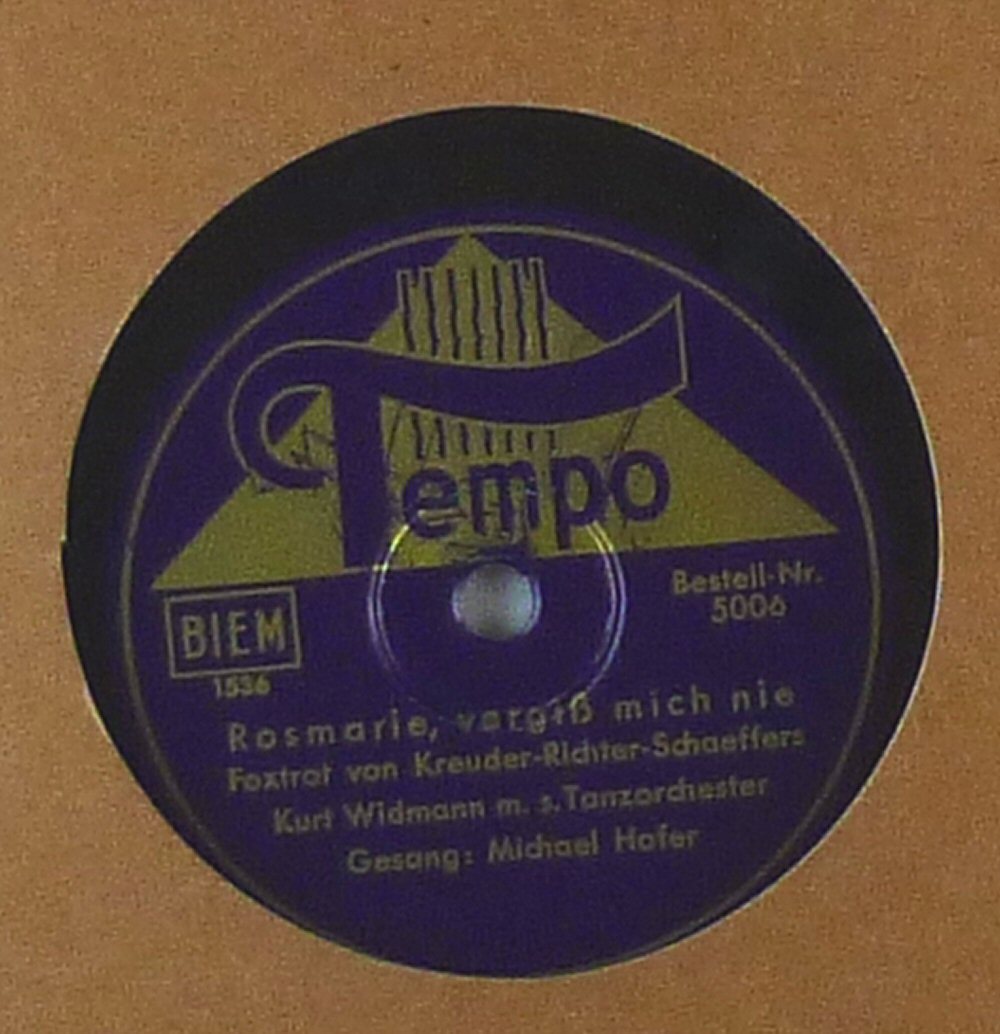 Tempo
BIEM
1536
Bestell-Nr.
5006
Rosmarie, vergiß mich nie
Foxtrot von Kreuder-Richter-Schaeffers
Kurt Widmann m. s. Tanzorchester
Gesang: Michael Hofer